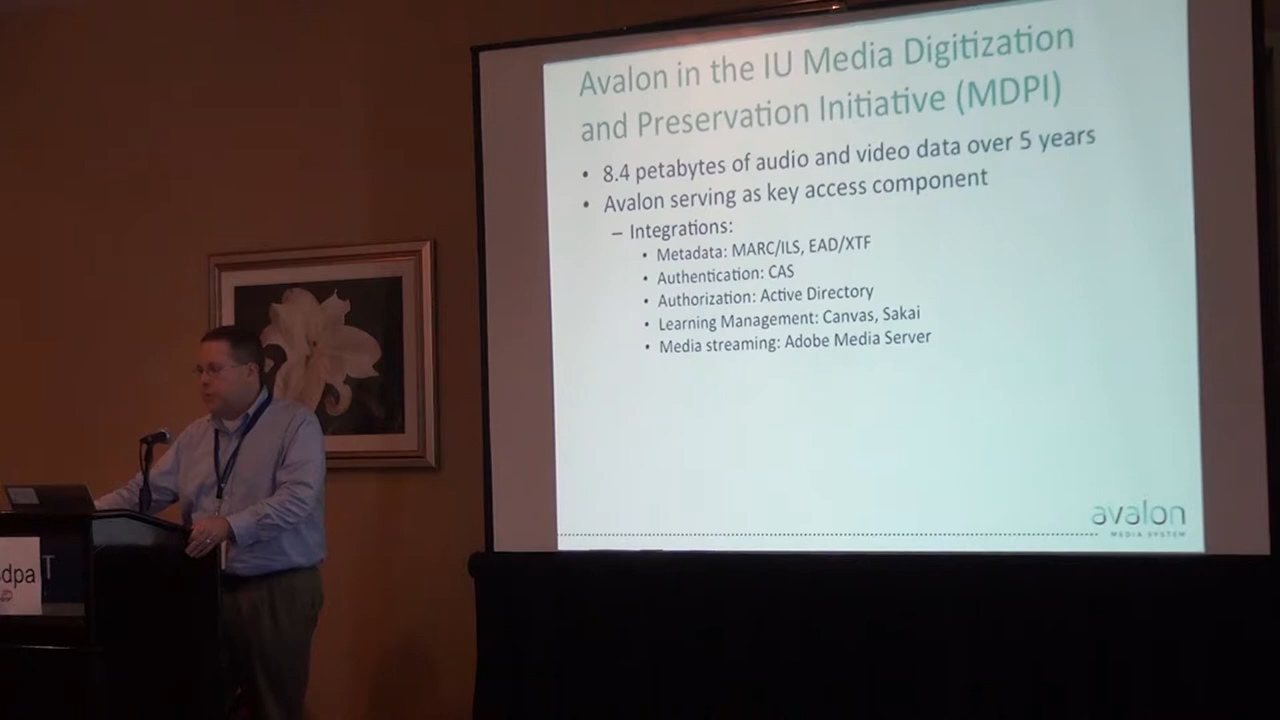 Avalon in the IU Media Digitization
and Preservation Initiative (MDPI)
• 8.4 petabytes of audio and video data over 5 years
• Avalon serving as key access component
– Integrations:
• Metadata: MARC/ILS, EAD/XTF
• Authentication: CAS
• Authorization: Active Directory
• Learning Management: Canvas, Sakai
• Media streaming: Adobe Media Server
avalon
MEDIA SYSTEM
dpa
T